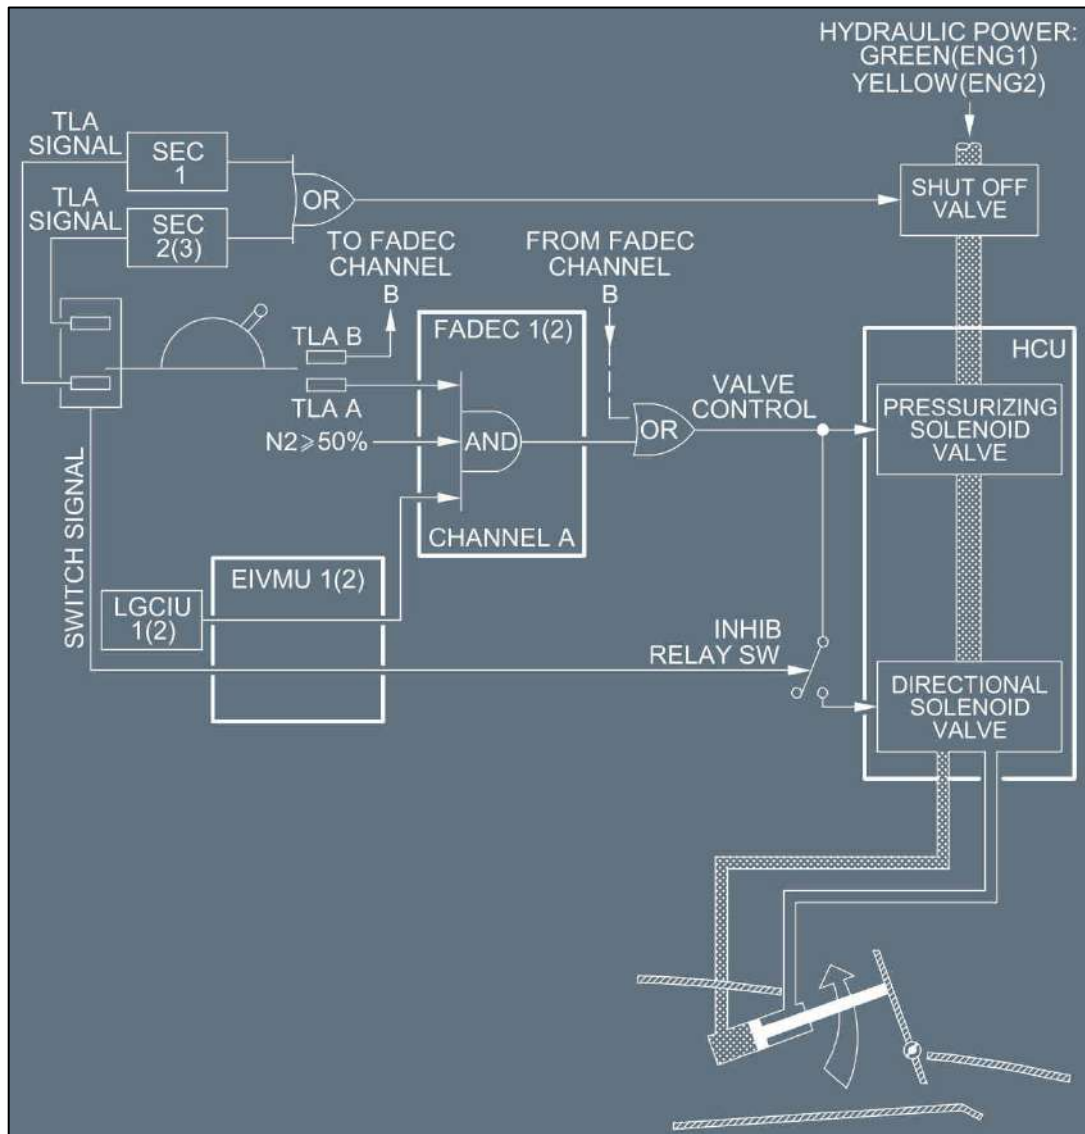 HYDRAULIC POWER:
GREEN(ENG1)
YELLOW(ENG2)
TLA
SIGNAL
SEC
1
TLA
SIGNAL
SEC
2(3)
OR
SHUT OFF
VALVE
TO FADEC
CHANNEL
B
FROM FADEC
CHANNEL
B
FADEC 1(2)
HCU
TLA B
TLA A
N2⩾50%
AND
CHANNEL A
OR
VALVE
CONTROL
PRESSURIZING
SOLENOID
VALVE
SWITCH SIGNAL
EIVMU 1(2)
LGCIU
1(2)
INHIB
RELAY SW
DIRECTIONAL
SOLENOID
VALVE